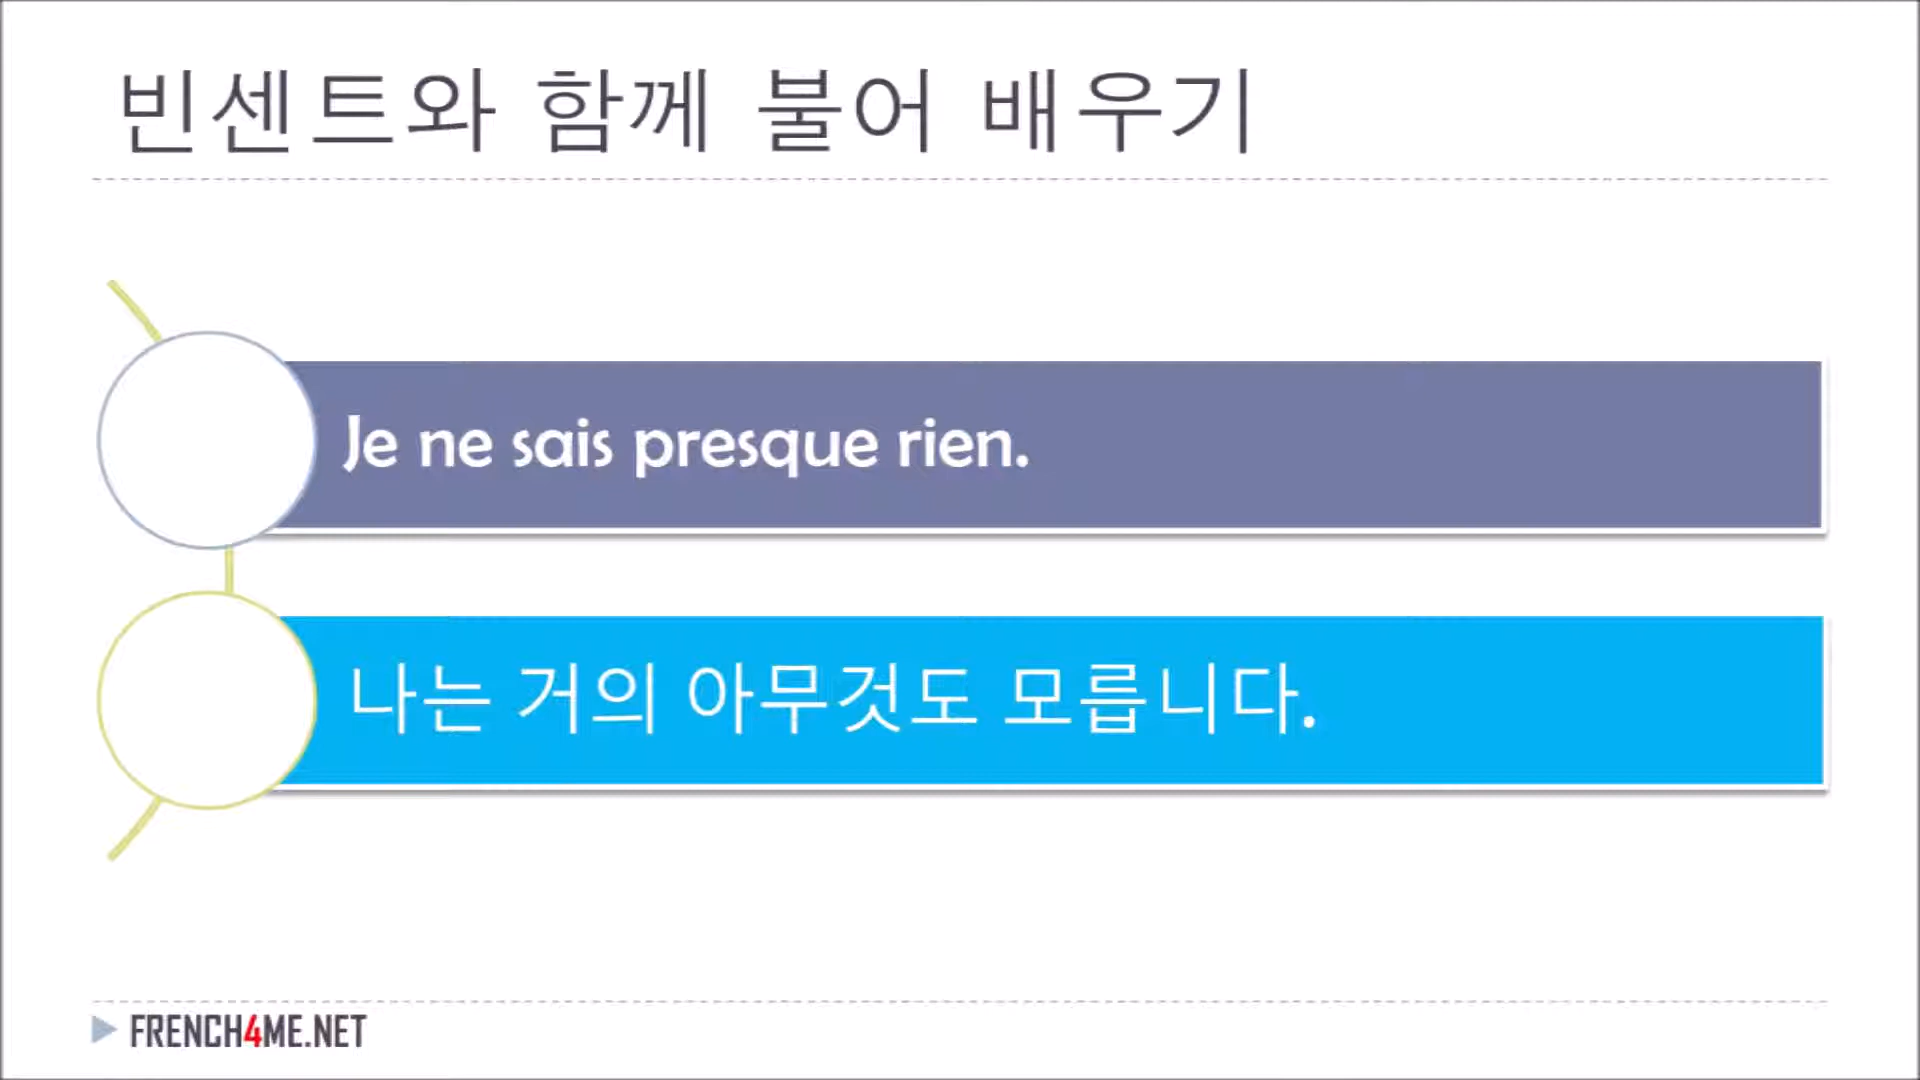 빈센트와 함께 불어 배우기
Je ne sais presque rien.
나는 거의 아무것도 모릅니다.
FRENCH4ME.NET